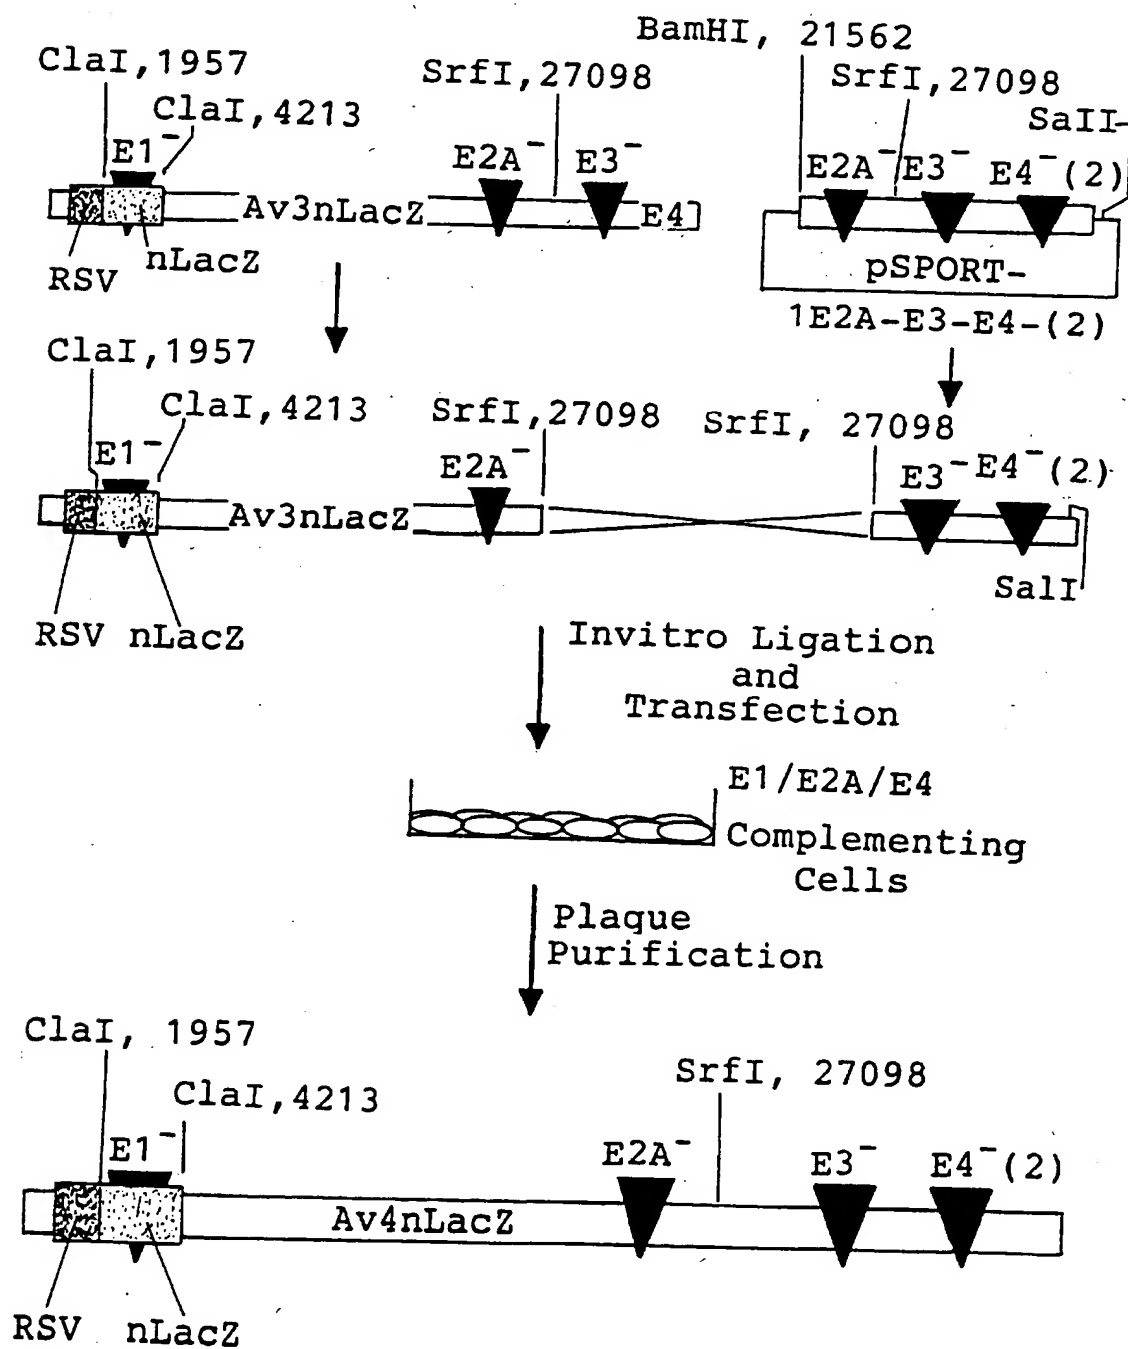 BamHI, 21562
ClaI,1957
SrfI,27098
SrfI,27098
ClaI,4213
SaII
E1⁻
E2A⁻
E3⁻
E2A⁻
E3⁻
E4⁻(2)
Av3nLacZ
E4
RSV
nLacZ
pSPORT-
1E2A-E3-E4-(2)
ClaI,1957
ClaI,4213
SrfI,27098
SrfI, 27098
E1⁻
E2A⁻
E3⁻
E4⁻(2)
Av3nLacZ
SalI
RSV
nLacZ
Invitro Ligation
and
Transfection
E1/E2A/E4
Complementing
Cells
Plaque
Purification
ClaI, 1957
ClaI,4213
SrfI, 27098
E1⁻
E2A⁻
E3⁻
E4⁻(2)
Av4nLacZ
RSV
nLacZ